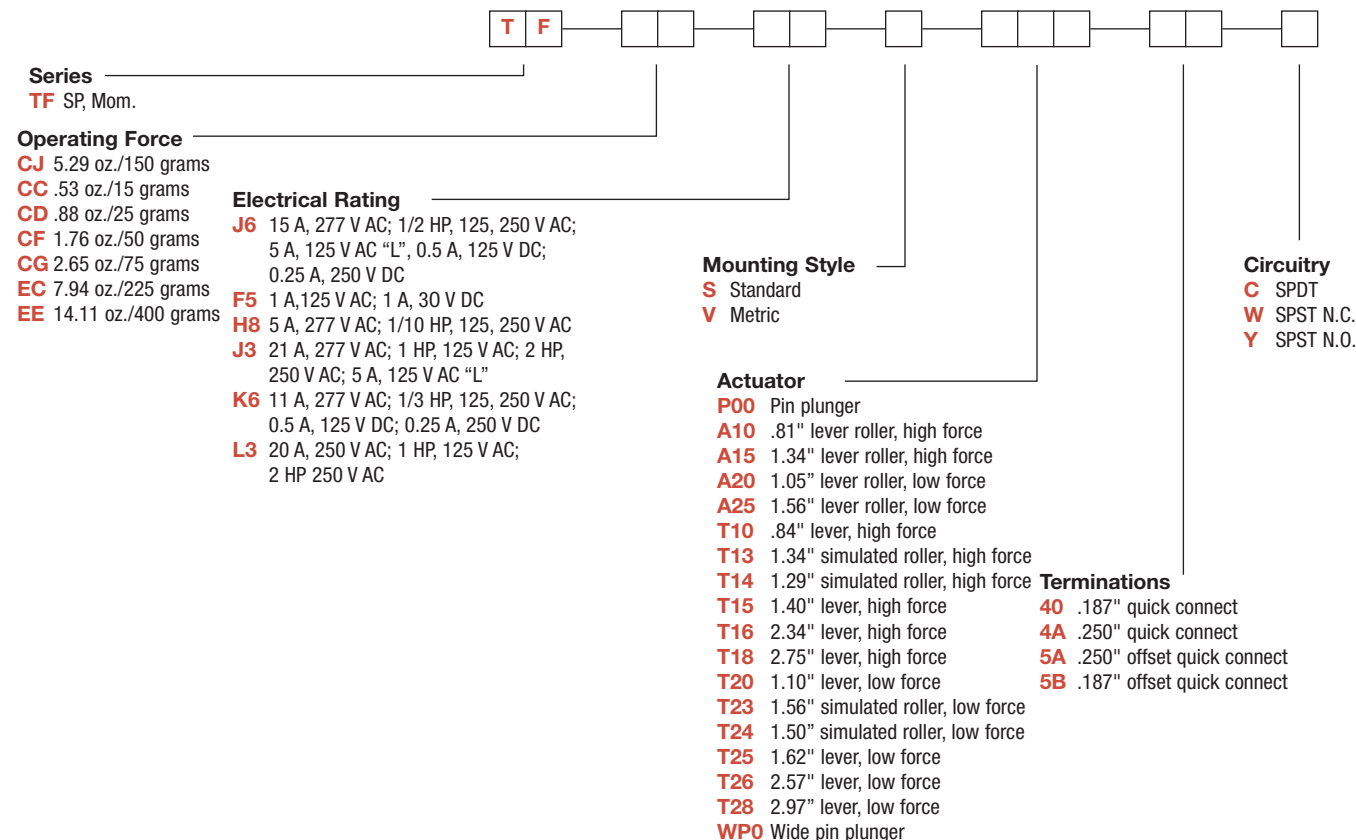 T F
Series
TF SP, Mom.
Operating Force
CJ 5.29 oz./150 grams
CC .53 oz./15 grams
CD .88 oz./25 grams
CF 1.76 oz./50 grams
CG 2.65 oz./75 grams
EC 7.94 oz./225 grams
EE 14.11 oz./400 grams
Electrical Rating
J6 15 A, 277 V AC; 1/2 HP, 125, 250 V AC;
5 A, 125 V AC “L”, 0.5 A, 125 V DC;
0.25 A, 250 V DC
F5 1 A,125 V AC; 1 A, 30 V DC
H8 5 A, 277 V AC; 1/10 HP, 125, 250 V AC
J3 21 A, 277 V AC; 1 HP, 125 V AC; 2 HP,
250 V AC; 5 A, 125 V AC “L”
K6 11 A, 277 V AC; 1/3 HP, 125, 250 V AC;
0.5 A, 125 V DC; 0.25 A, 250 V DC
L3 20 A, 250 V AC; 1 HP, 125 V AC;
2 HP 250 V AC
Mounting Style
S Standard
V Metric
Actuator
P00 Pin plunger
A10 .81" lever roller, high force
A15 1.34" lever roller, high force
A20 1.05” lever roller, low force
A25 1.56" lever roller, low force
T10 .84" lever, high force
T13 1.34" simulated roller, high force
T14 1.29" simulated roller, high force
T15 1.40" lever, high force
T16 2.34" lever, high force
T18 2.75" lever, high force
T20 1.10" lever, low force
T23 1.56" simulated roller, low force
T24 1.50” simulated roller, low force
T25 1.62" lever, low force
T26 2.57" lever, low force
T28 2.97” lever, low force
WP0 Wide pin plunger
Terminations
40 .187" quick connect
4A .250" quick connect
5A .250" offset quick connect
5B .187" offset quick connect
Circuitry
C SPDT
W SPST N.C.
Y SPST N.O.